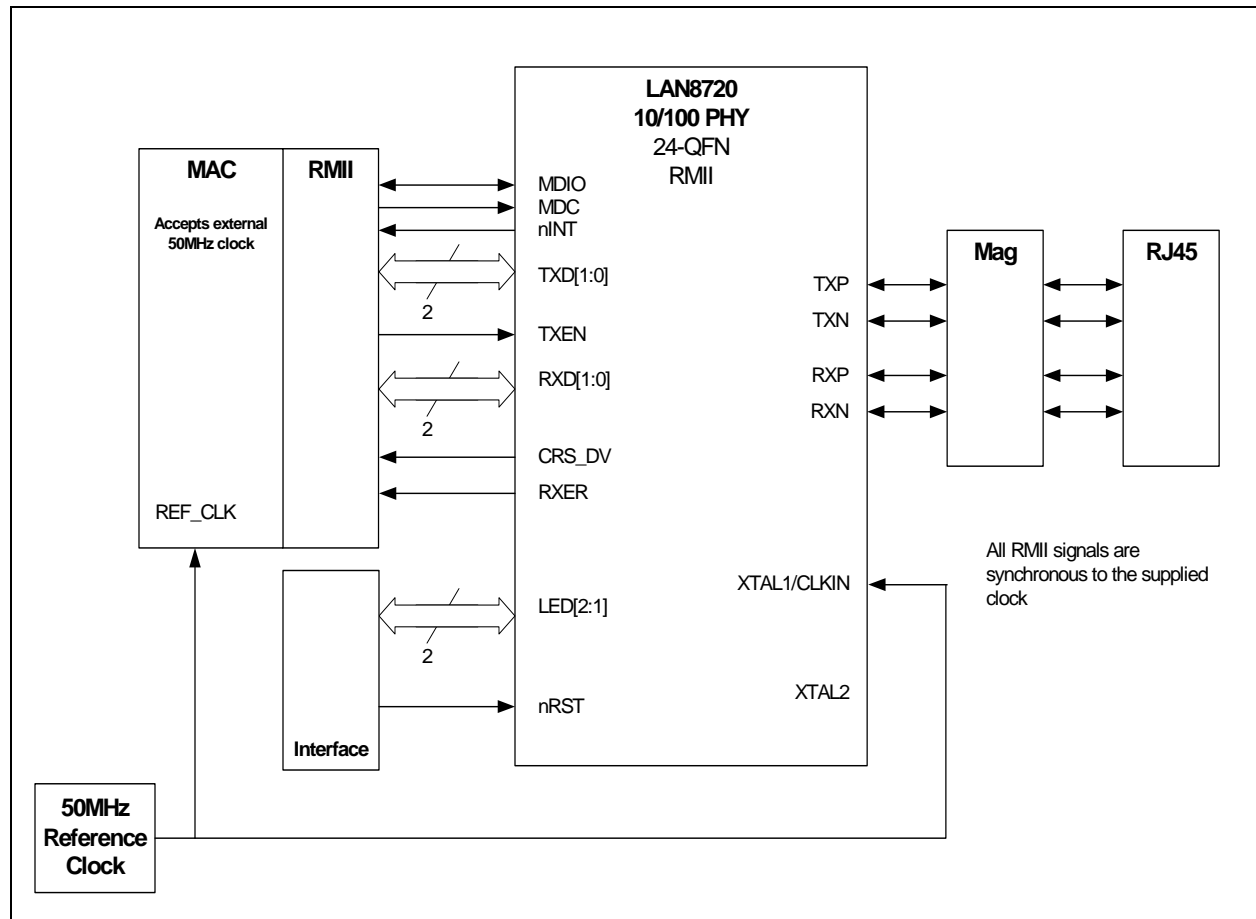 LAN8720
10/100 PHY
24-QFN
RMII
MAC
RMII
Accepts external
50MHz clock
REF_CLK
MDIO
MDC
nINT
TXD[1:0]
2
TXEN
RXD[1:0]
2
CRS_DV
RXER
LED[2:1]
2
nRST
Interface
TXP
TXN
RXP
RXN
XTAL1/CLKIN
XTAL2
Mag
RJ45
All RMII signals are
synchronous to the supplied
clock
50MHz
Reference
Clock